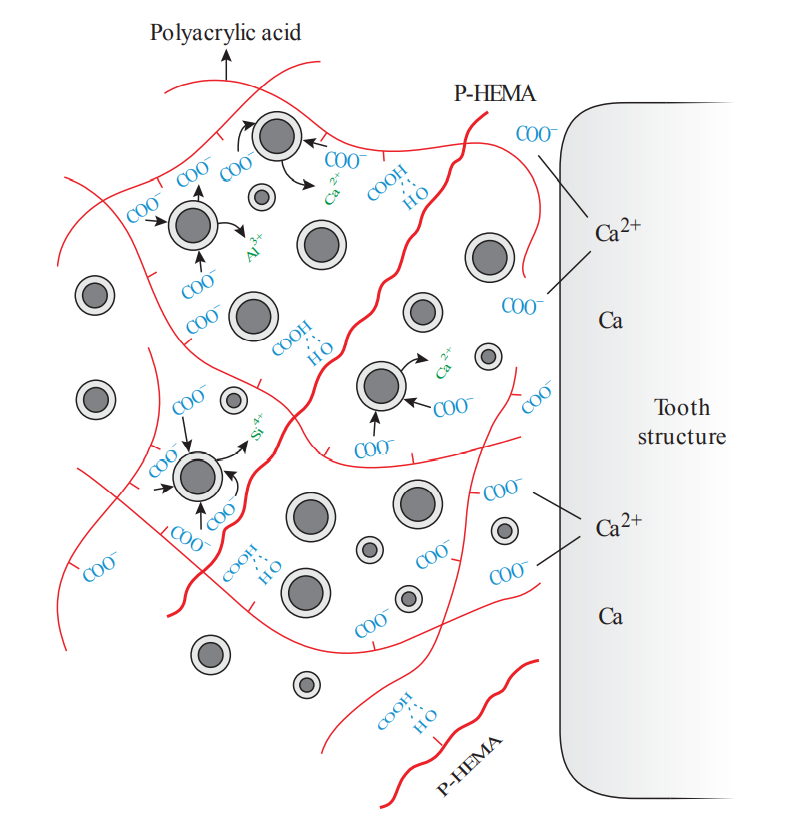 Polyacrylic acid
P-HEMA
COO⁻
COO⁻
COO⁻
COO⁻
COO⁻
Ca²⁺
COOH
HO
Al³⁺
Ca²⁺
COO⁻
COO⁻
COO⁻
Ca
COOH
HO
Ca²⁺
COO⁻
COO⁻
COO⁻
Tooth
structure
Si⁴⁺
COO⁻
COO⁻
COO⁻
COO⁻
Ca²⁺
COO⁻
COO⁻
COOH
HO
COO⁻
COO⁻
COO⁻
Ca
COOH
HO
P-HEMA